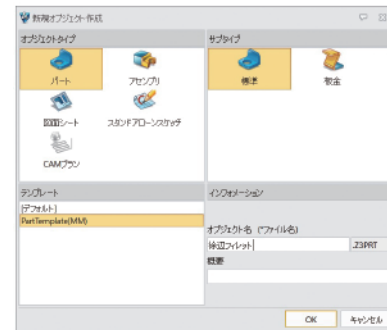 新規オブジェクト作成
オブジェクトタイプ
サブタイプ
パート
アセンブリ
標準
板金
図面シート
スタンドアローンスケッチ
CAMプラン
テンプレート
インフォメーション
[デフォルト]
PartTemplate(MM)
オブジェクト名 (*ファイル名)
徐辺フィレット
.Z3PRT
概要
OK
キャンセル